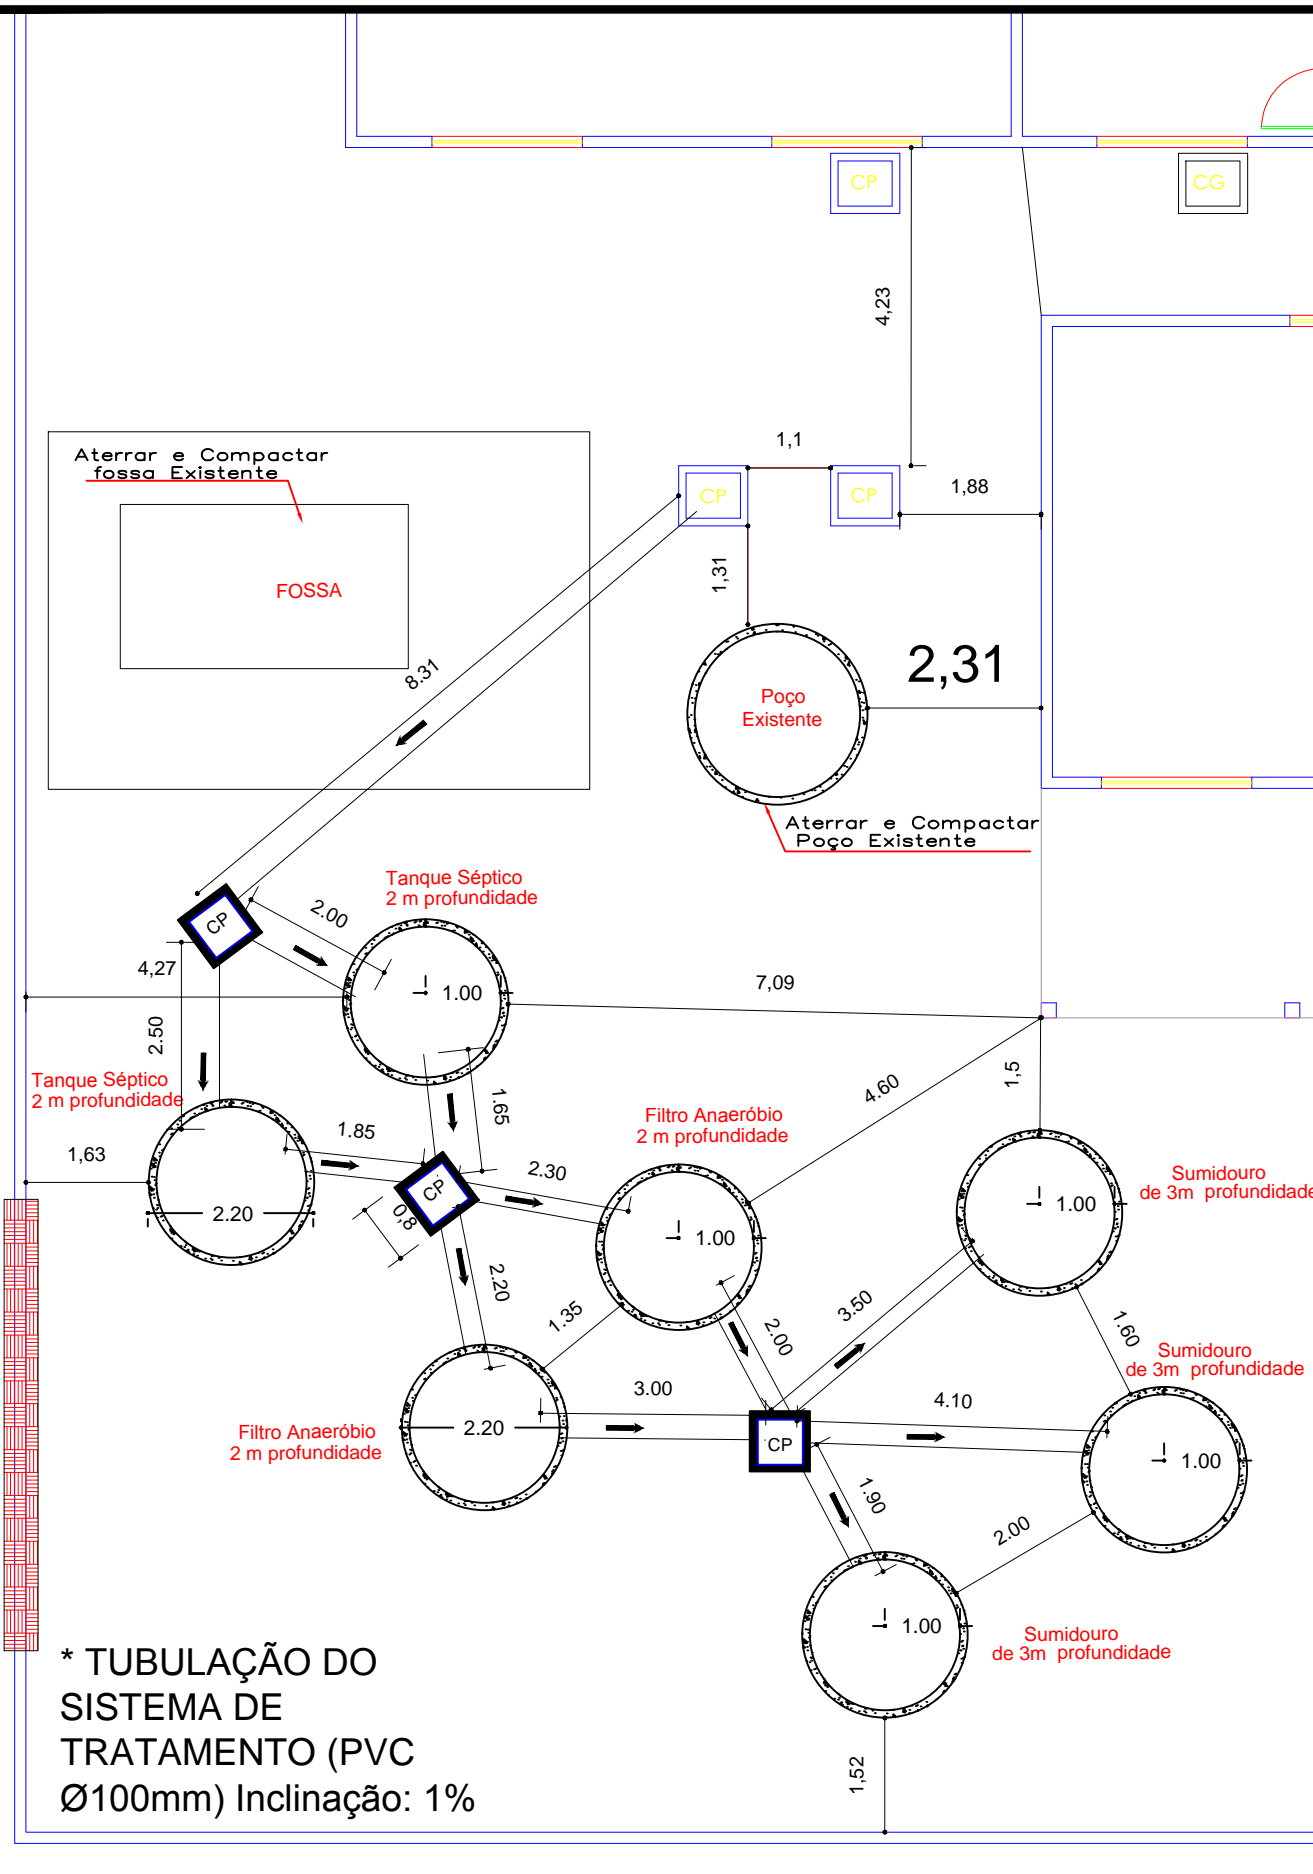 CP
CG
4,23
Aterrar e Compactar
fossa Existente
1,1
CP
CP
1,88
FOSSA
1,31
8.31
2,31
Poço
Existente
Aterrar e Compactar
Poço Existente
Tanque Séptico
2 m profundidade
CP
2.00
4,27
1.00
7,09
2.50
Tanque Séptico
2 m profundidade
1.65
4.60
1,5
Filtro Anaeróbio
2 m profundidade
1.85
1,63
2.30
CP
0,8
Sumidouro
de 3m profundidade
1.00
2.20
1.00
2.20
1.35
3.50
2.00
1.60
Sumidouro
de 3m profundidade
3.00
4.10
Filtro Anaeróbio
2 m profundidade
2.20
CP
1.00
1.90
2.00
1.00
Sumidouro
de 3m profundidade
* TUBULAÇÃO DO
SISTEMA DE
TRATAMENTO (PVC
Ø100mm) Inclinação: 1%
1,52